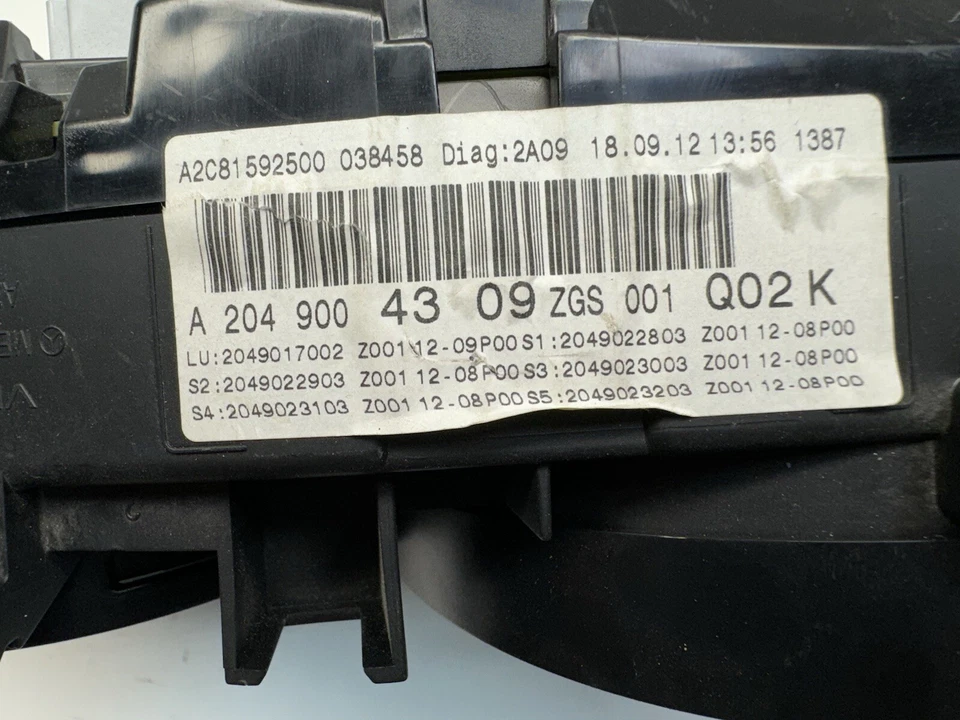 A2C81592500 038458 Diag:2A09 18.09.12 13:56 1387
A 204 900 43 09 ZGS 001 Q02 K
LU:2049017002 Z001 12-09P00 S1:2049022803 Z001 12-08P00
S2:2049022903 Z001 12-08P00 S3:2049023003 Z001 12-08P00
S4:2049023103 Z001 12-08P00 S5:2049023203 Z001 12-08P00